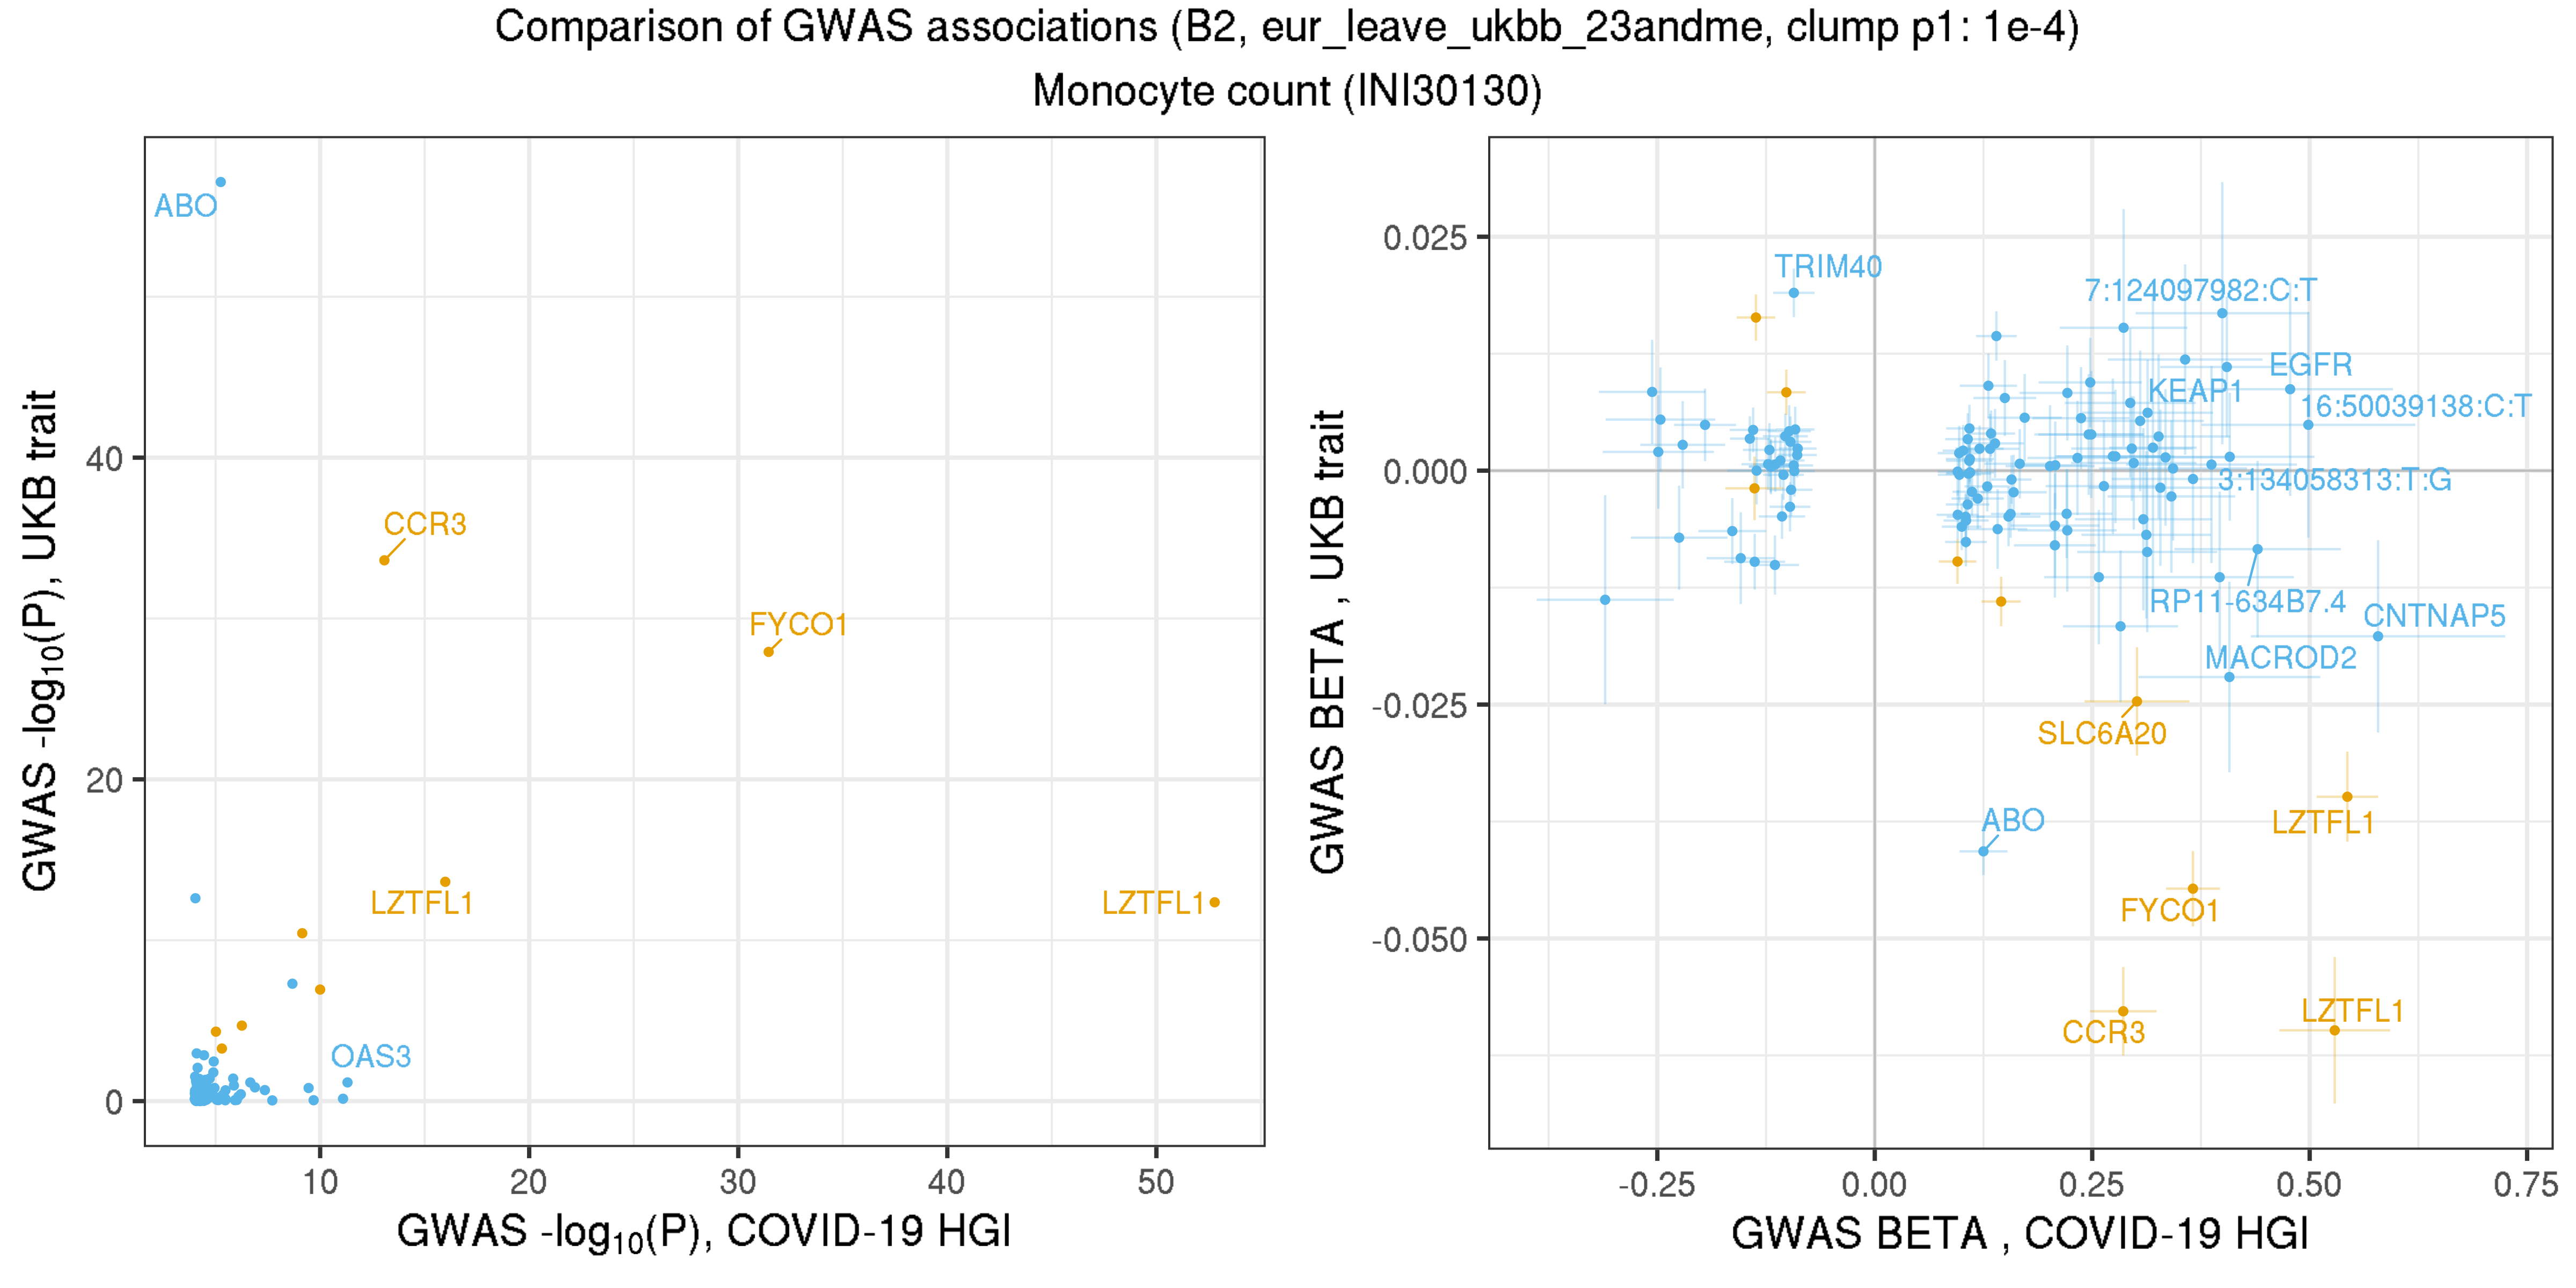 Comparison of GWAS associations (B2, eur_leave_ukbb_23andme, clump p1: 1e-4)
Monocyte count (INI30130)
GWAS -log10(P), UKB trait
40
20
0
ABO
CCR3
FYCO1
LZTFL1
LZTFL1
OAS3
10
20
30
40
50
GWAS -log10(P), COVID-19 HGI
GWAS BETA , UKB trait
0.025
0.000
-0.025
-0.050
TRIM40
7:124097982:C:T
EGFR
KEAP1
16:50039138:C:T
3:134058313:T:G
RP11-634B7.4
CNTNAP5
MACROD2
SLC6A20
ABO
LZTFL1
FYCO1
LZTFL1
CCR3
-0.25
0.00
0.25
0.50
0.75
GWAS BETA , COVID-19 HGI